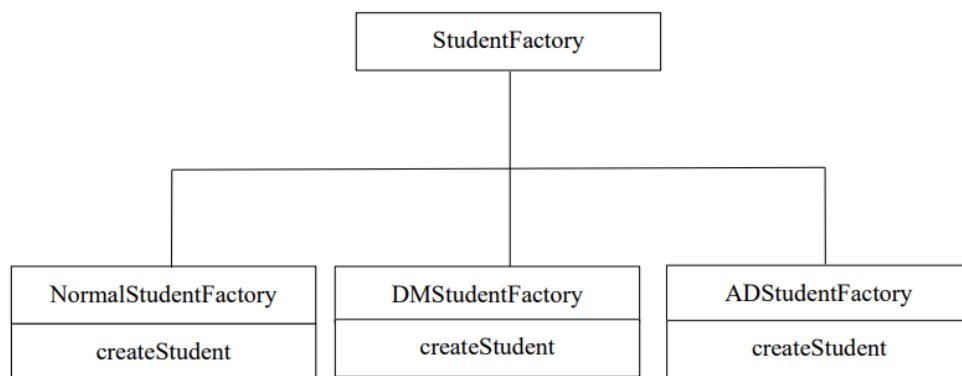 StudentFactory
NormalStudentFactory
DMStudentFactory
ADStudentFactory
createStudent
createStudent
createStudent